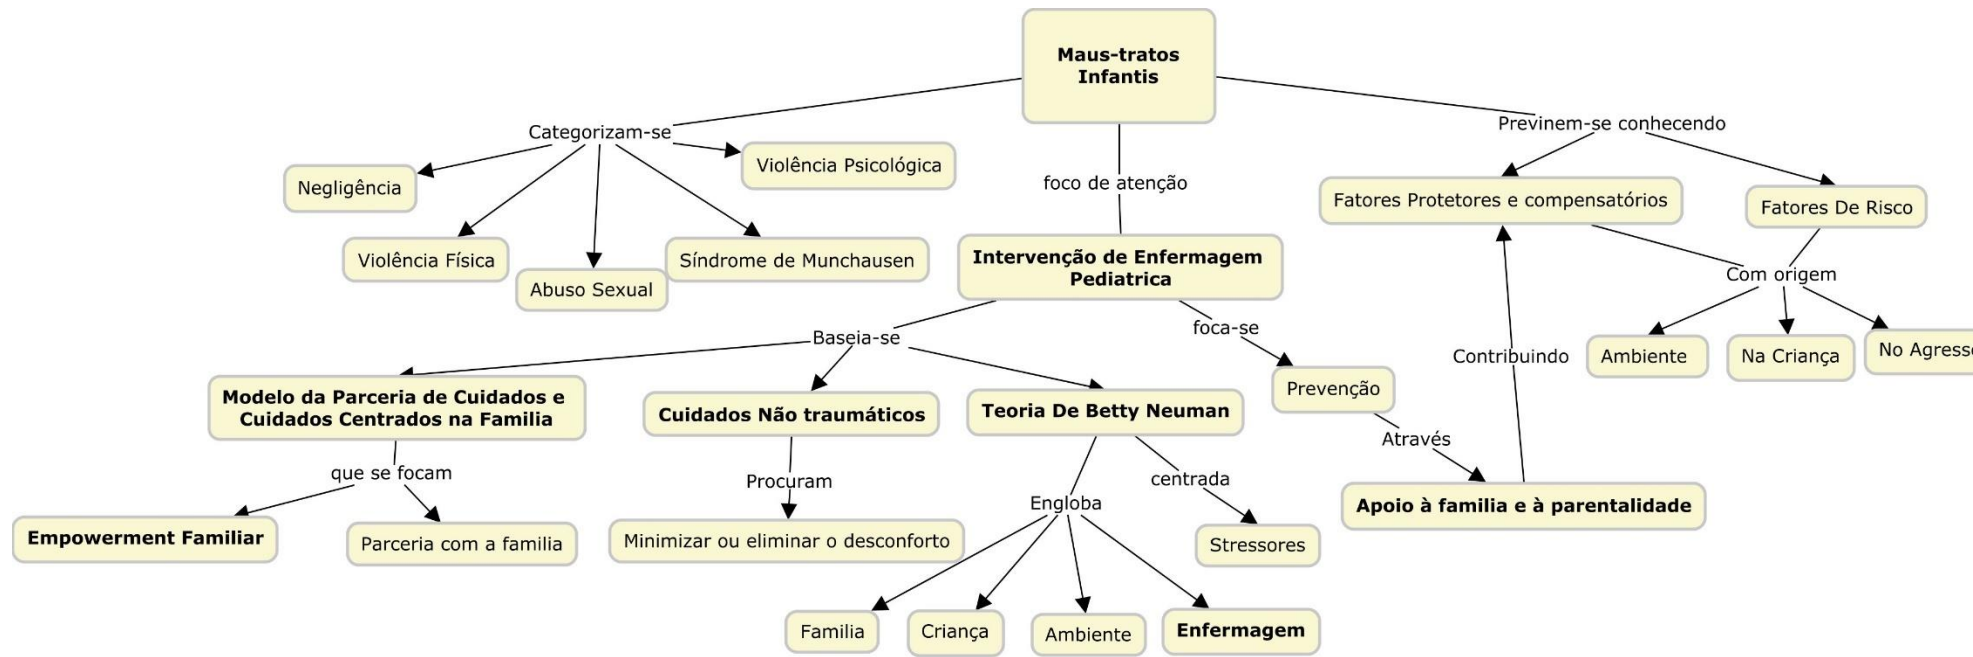 Maus-tratos
Infantis
Categorizam-se
Previnem-se conhecendo
Violência Psicológica
Negligência
foco de atenção
Fatores Protetores e compensatórios
Fatores De Risco
Violência Física
Abuso Sexual
Síndrome de Munchausen
Intervenção de Enfermagem
Pediatrica
Com origem
Baseia-se
foca-se
Contribuindo
Ambiente
Na Criança
No
Modelo da Parceria de Cuidados e
Cuidados Centrados na Familia
Cuidados Não traumáticos
Teoria De Betty Neuman
Prevenção
Através
que se focam
Procuram
Engloba
centrada
Apoio à familia e à parentalidade
Empowerment Familiar
Parceria com a familia
Minimizar ou eliminar o desconforto
Stressores
Familia
Criança
Ambiente
Enfermagem